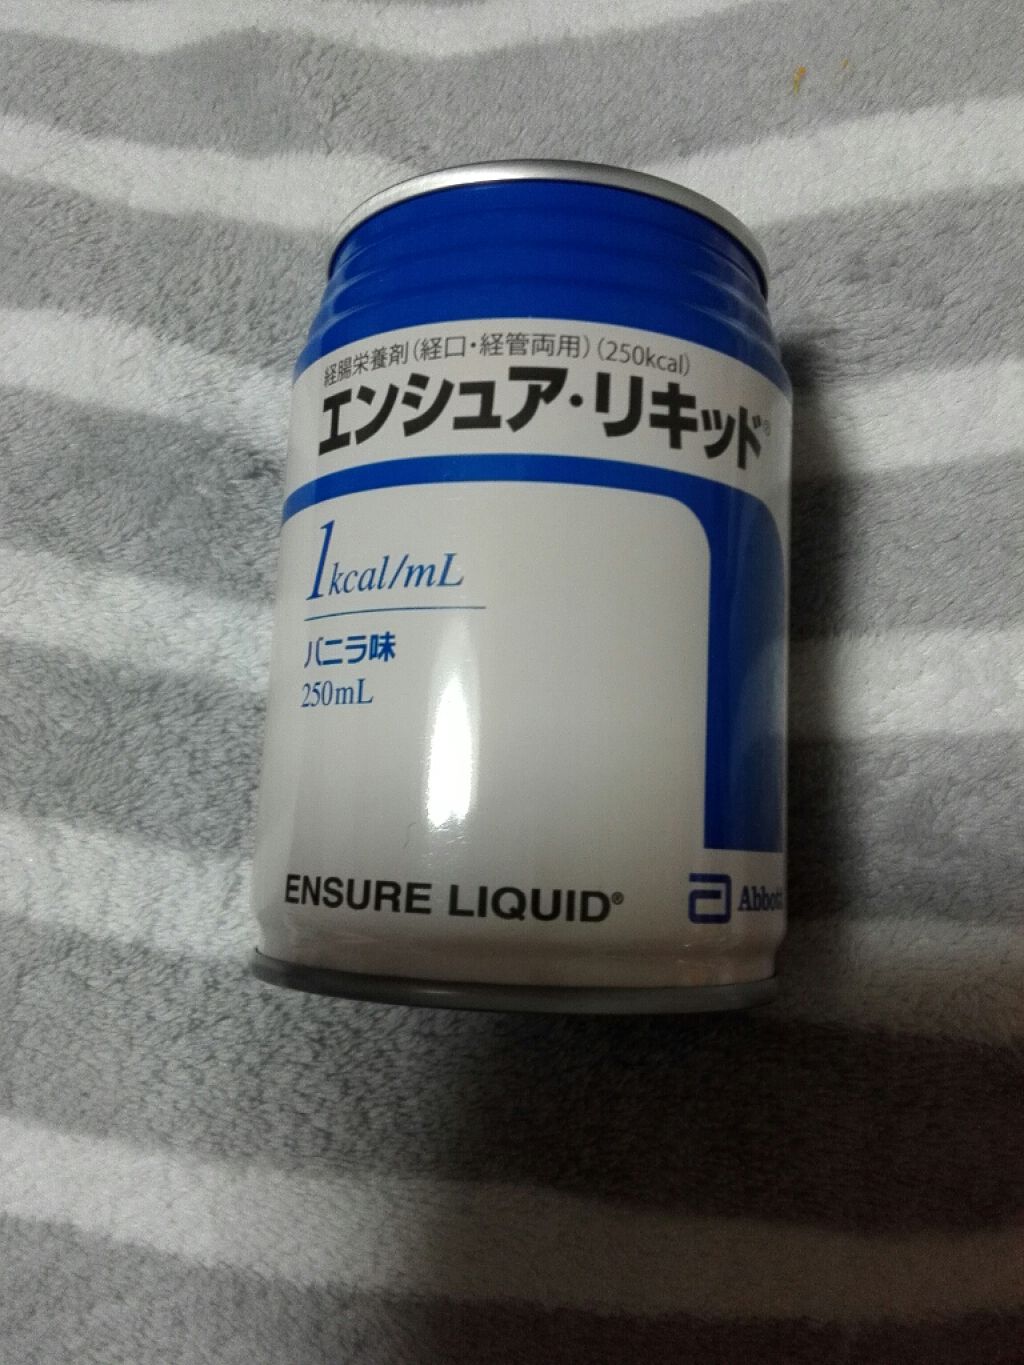 経腸栄養剤(経口・経管両用)(250kcal)
エンシュア・リキッド®
1kcal/mL
バニラ味
250mL
ENSURE LIQUID®
Abbott